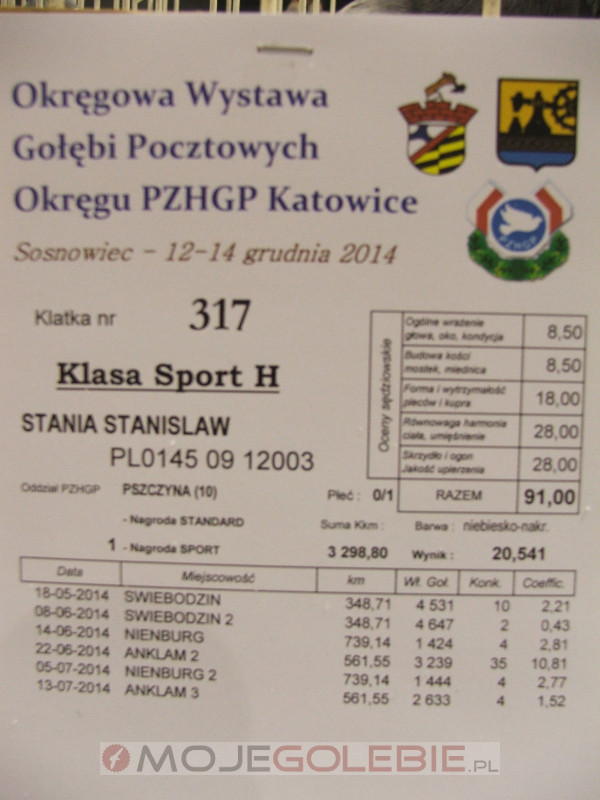 Okręgowa Wystawa
Gołębi Pocztowych
Okręgu PZHGP Katowice
PZHGP
Sosnowiec - 12-14 grudnia 2014
Klatka nr 317
Klasa Sport H
STANIA STANISLAW
PL0145 09 12003
Oceny sędziowskie
Ogólne wrażenie głowa, oko, kondycja 8,50
Budowa kości mostek, miednica 8,50
Forma i wytrzymałość pleców i kupra 18,00
Równowaga harmonia ciała, umięśnienie 28,00
Skrzydło i ogon Jakość upierzenia 28,00
RAZEM 91,00
Oddział PZHGP PSZCZYNA (10) Płeć : 0/1
- Nagroda STANDARD Suma Kkm : Barwa : niebiesko-nakr.
1 - Nagroda SPORT 3 298,80 Wynik : 20,541
Data Miejscowość km Wł. Goł. Konk. Coeffic.
18-05-2014 SWIEBODZIN 348,71 4 531 10 2,21
08-06-2014 SWIEBODZIN 2 348,71 4 647 2 0,43
14-06-2014 NIENBURG 739,14 1 424 4 2,81
22-06-2014 ANKLAM 2 561,55 3 239 35 10,81
05-07-2014 NIENBURG 2 739,14 1 444 4 2,77
13-07-2014 ANKLAM 3 561,55 2 633 4 1,52
MOJEGOLEBIE.PL